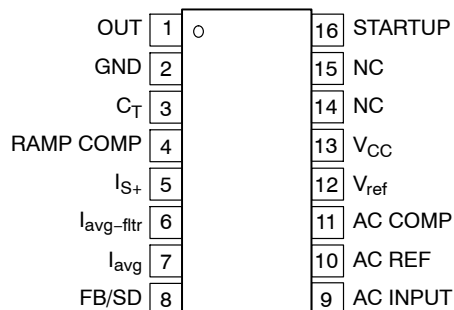 OUT 1 16 STARTUP
GND 2 15 NC
C_T 3 14 NC
RAMP COMP 4 13 V_CC
I_S+ 5 12 V_ref
I_avg−fltr 6 11 AC COMP
I_avg 7 10 AC REF
FB/SD 8 9 AC INPUT